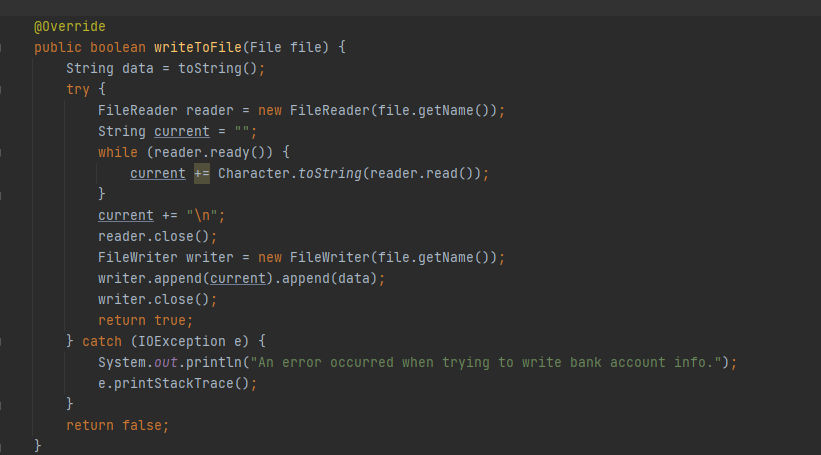 @Override
public boolean writeToFile(File file) {
    String data = toString();
    try {
        FileReader reader = new FileReader(file.getName());
        String current = "";
        while (reader.ready()) {
            current += Character.toString(reader.read());
        }
        current += "\n";
        reader.close();
        FileWriter writer = new FileWriter(file.getName());
        writer.append(current).append(data);
        writer.close();
        return true;
    } catch (IOException e) {
        System.out.println("An error occurred when trying to write bank account info.");
        e.printStackTrace();
    }
    return false;
}